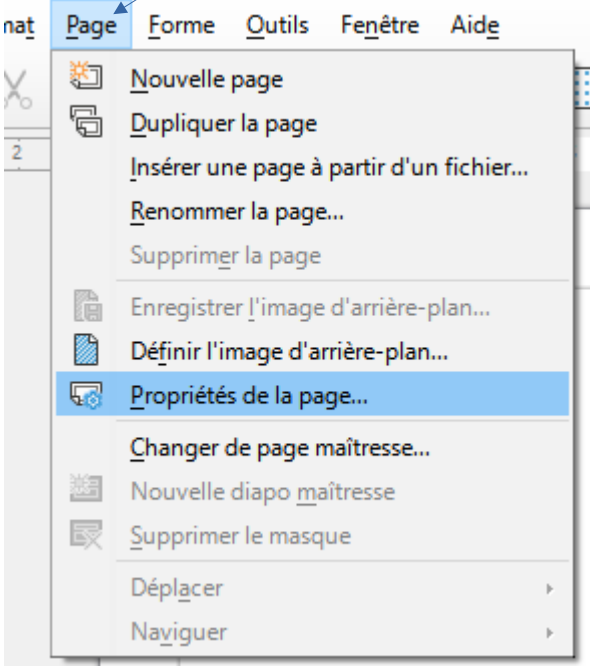 mat Page Forme Outils Fenêtre Aide
2
Nouvelle page
Dupliquer la page
Insérer une page à partir d'un fichier...
Renommer la page...
Supprimer la page
Enregistrer l'image d'arrière-plan...
Définir l'image d'arrière-plan...
Propriétés de la page...
Changer de page maîtresse...
Nouvelle diapo maîtresse
Supprimer le masque
Déplacer
Naviguer